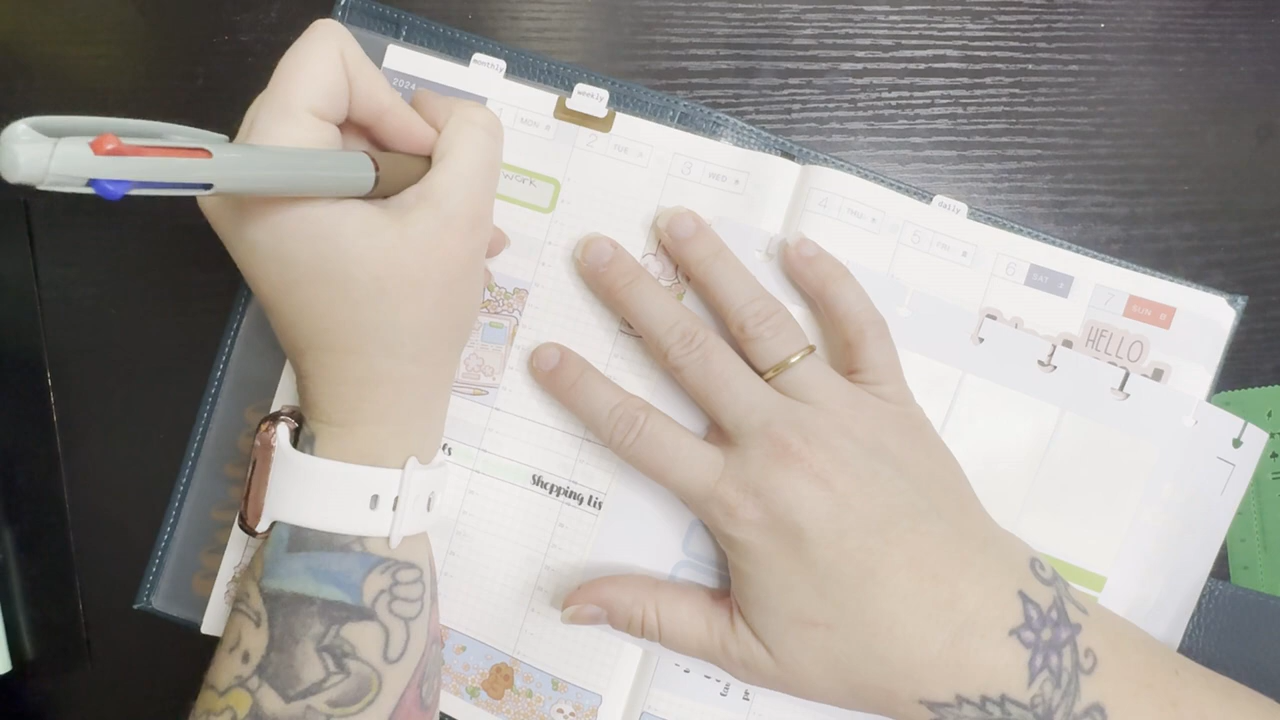 monthly
weekly
daily
2024
1 MON
2 TUE
3 WED
4 THU
5 FRI
6 SAT
7 SUN
work
HELLO
Shopping Lis